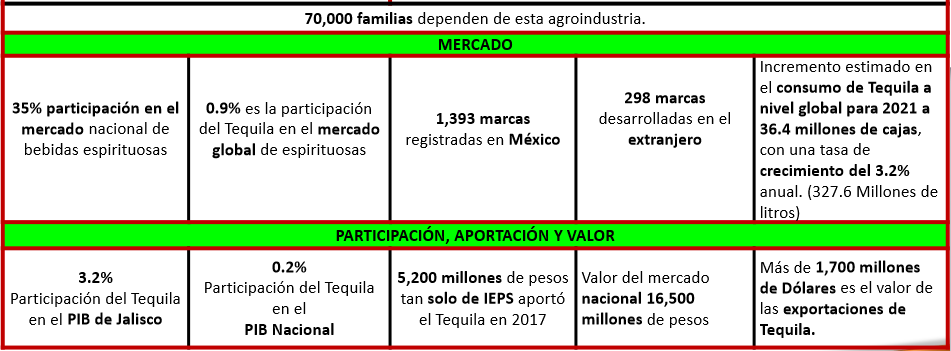 70,000 familias dependen de esta agroindustria.
MERCADO
35% participación en el
mercado nacional de
bebidas espirituosas
0.9% es la participación
del Tequila en el mercado
global de espirituosas
1,393 marcas
registradas en México
298 marcas
desarrolladas en el
extranjero
Incremento estimado en
el consumo de Tequila a
nivel global para 2021 a
36.4 millones de cajas,
con una tasa de
crecimiento del 3.2%
anual. (327.6 Millones de
litros)
PARTICIPACIÓN, APORTACIÓN Y VALOR
3.2%
Participación del Tequila
en el PIB de Jalisco
0.2%
Participación del Tequila
en el
PIB Nacional
5,200 millones de pesos
tan solo de IEPS aportó
el Tequila en 2017
Valor del mercado
nacional 16,500
millones de pesos
Más de 1,700 millones
de Dólares es el valor de
las exportaciones de
Tequila.